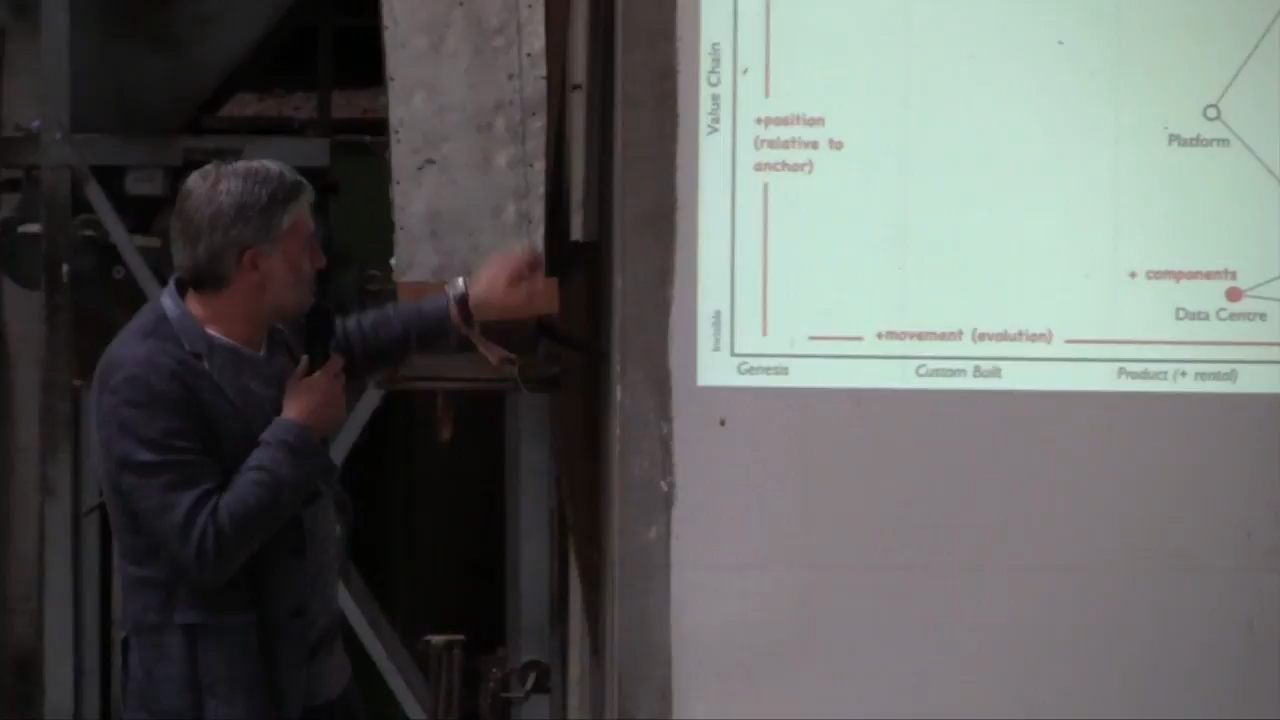 Value Chain
+position
(relative to
anchor)
Platform
+ components
Data Centre
Invisible
+movement (evolution)
Genesis
Custom Built
Product (+ rental)